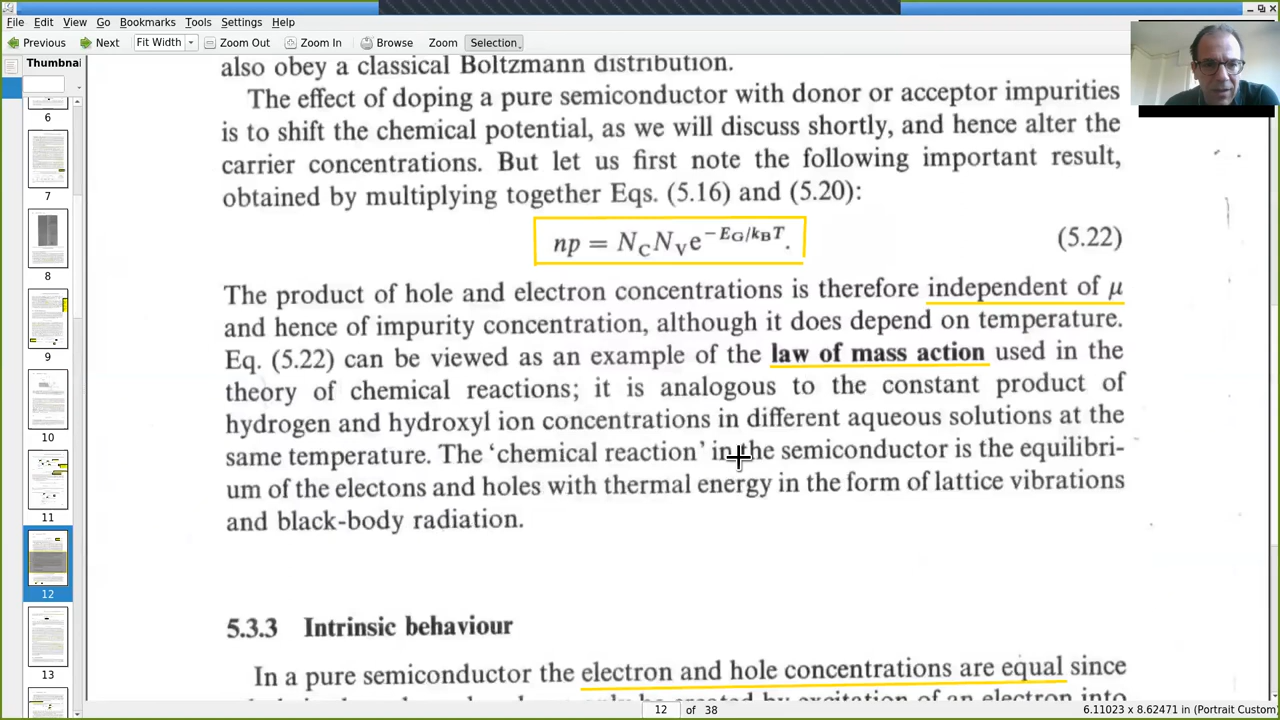 File Edit View Go Bookmarks Tools Settings Help
Previous Next Fit Width Zoom Out Zoom In Browse Zoom Selection
Thumbnai
6
7
8
9
10
11
12
13
also obey a classical Boltzmann distribution.
The effect of doping a pure semiconductor with donor or acceptor impurities
is to shift the chemical potential, as we will discuss shortly, and hence alter the
carrier concentrations. But let us first note the following important result,
obtained by multiplying together Eqs. (5.16) and (5.20):
np = N_C N_V e^{-E_G/k_B T}. (5.22)
The product of hole and electron concentrations is therefore independent of μ
and hence of impurity concentration, although it does depend on temperature.
Eq. (5.22) can be viewed as an example of the law of mass action used in the
theory of chemical reactions; it is analogous to the constant product of
hydrogen and hydroxyl ion concentrations in different aqueous solutions at the
same temperature. The ‘chemical reaction’ in the semiconductor is the equilibri-
um of the electons and holes with thermal energy in the form of lattice vibrations
and black-body radiation.
5.3.3 Intrinsic behaviour
In a pure semiconductor the electron and hole concentrations are equal since
excitation of an electron into
12 of 38 6.11023 x 8.62471 in (Portrait Custom)